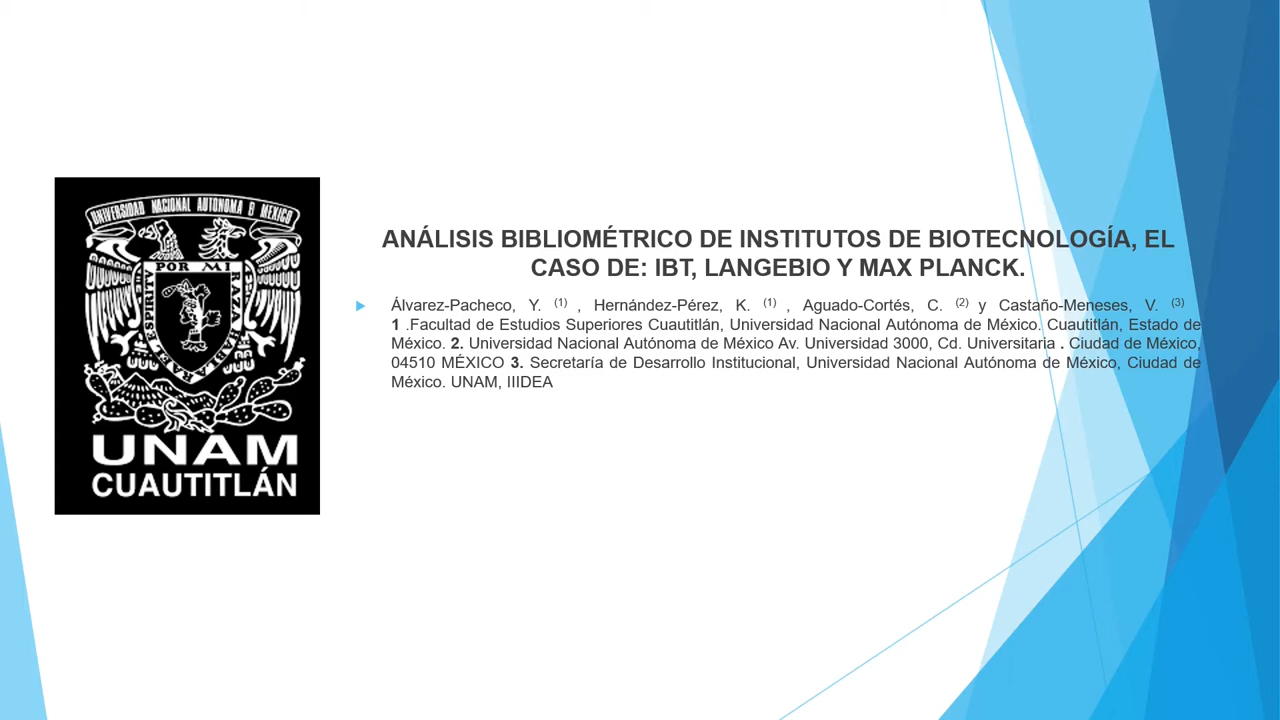 UNIVERSIDAD NACIONAL AUTONOMA D MEXICO
POR MI RAZA HABLARA EL ESPIRITU
UNAM
CUAUTITLÁN
ANÁLISIS BIBLIOMÉTRICO DE INSTITUTOS DE BIOTECNOLOGÍA, EL
CASO DE: IBT, LANGEBIO Y MAX PLANCK.
Álvarez-Pacheco, Y. (1) , Hernández-Pérez, K. (1) , Aguado-Cortés, C. (2) y Castaño-Meneses, V. (3)
1 .Facultad de Estudios Superiores Cuautitlán, Universidad Nacional Autónoma de México. Cuautitlán, Estado de
México. 2. Universidad Nacional Autónoma de México Av. Universidad 3000, Cd. Universitaria . Ciudad de México,
04510 MÉXICO 3. Secretaría de Desarrollo Institucional, Universidad Nacional Autónoma de México, Ciudad de
México. UNAM, IIIDEA